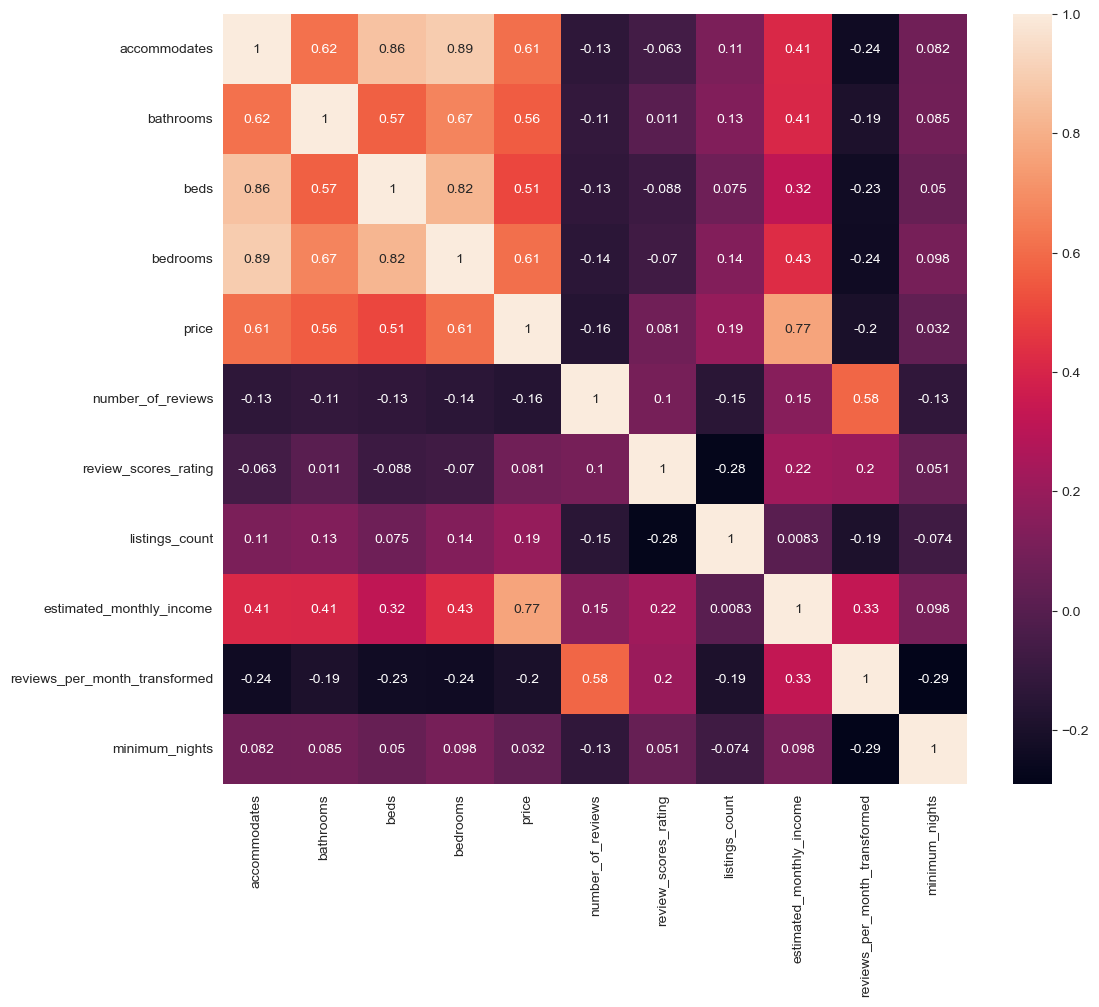 accommodates 1 0.62 0.86 0.89 0.61 -0.13 -0.063 0.11 0.41 -0.24 0.082
bathrooms 0.62 1 0.57 0.67 0.56 -0.11 0.011 0.13 0.41 -0.19 0.085
beds 0.86 0.57 1 0.82 0.51 -0.13 -0.088 0.075 0.32 -0.23 0.05
bedrooms 0.89 0.67 0.82 1 0.61 -0.14 -0.07 0.14 0.43 -0.24 0.098
price 0.61 0.56 0.51 0.61 1 -0.16 0.081 0.19 0.77 -0.2 0.032
number_of_reviews -0.13 -0.11 -0.13 -0.14 -0.16 1 0.1 -0.15 0.15 0.58 -0.13
review_scores_rating -0.063 0.011 -0.088 -0.07 0.081 0.1 1 -0.28 0.22 0.2 0.051
listings_count 0.11 0.13 0.075 0.14 0.19 -0.15 -0.28 1 0.0083 -0.19 -0.074
estimated_monthly_income 0.41 0.41 0.32 0.43 0.77 0.15 0.22 0.0083 1 0.33 0.098
reviews_per_month_transformed -0.24 -0.19 -0.23 -0.24 -0.2 0.58 0.2 -0.19 0.33 1 -0.29
minimum_nights 0.082 0.085 0.05 0.098 0.032 -0.13 0.051 -0.074 0.098 -0.29 1
accommodates
bathrooms
beds
bedrooms
price
number_of_reviews
review_scores_rating
listings_count
estimated_monthly_income
reviews_per_month_transformed
minimum_nights
1.0
0.8
0.6
0.4
0.2
0.0
−0.2